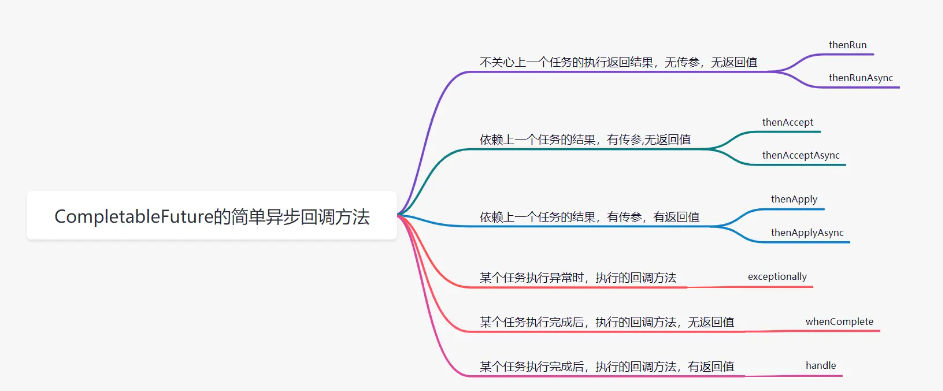 CompletableFuture的简单异步回调方法
不关心上一个任务的执行返回结果，无传参，无返回值
thenRun
thenRunAsync
依赖上一个任务的结果，有传参,无返回值
thenAccept
thenAcceptAsync
依赖上一个任务的结果，有传参，有返回值
thenApply
thenApplyAsync
某个任务执行异常时，执行的回调方法
exceptionally
某个任务执行完成后，执行的回调方法，无返回值
whenComplete
某个任务执行完成后，执行的回调方法，有返回值
handle